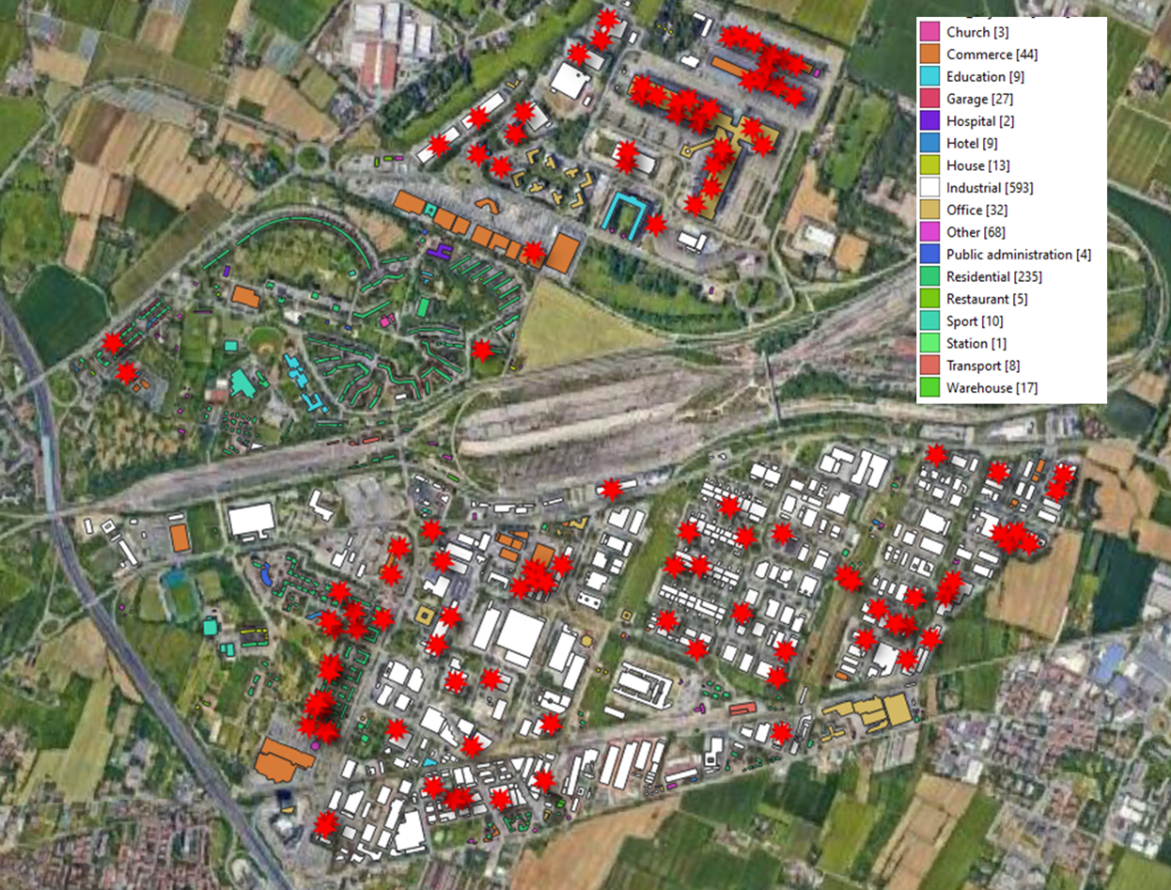 Church [3]
Commerce [44]
Education [9]
Garage [27]
Hospital [2]
Hotel [9]
House [13]
Industrial [593]
Office [32]
Other [68]
Public administration [4]
Residential [235]
Restaurant [5]
Sport [10]
Station [1]
Transport [8]
Warehouse [17]